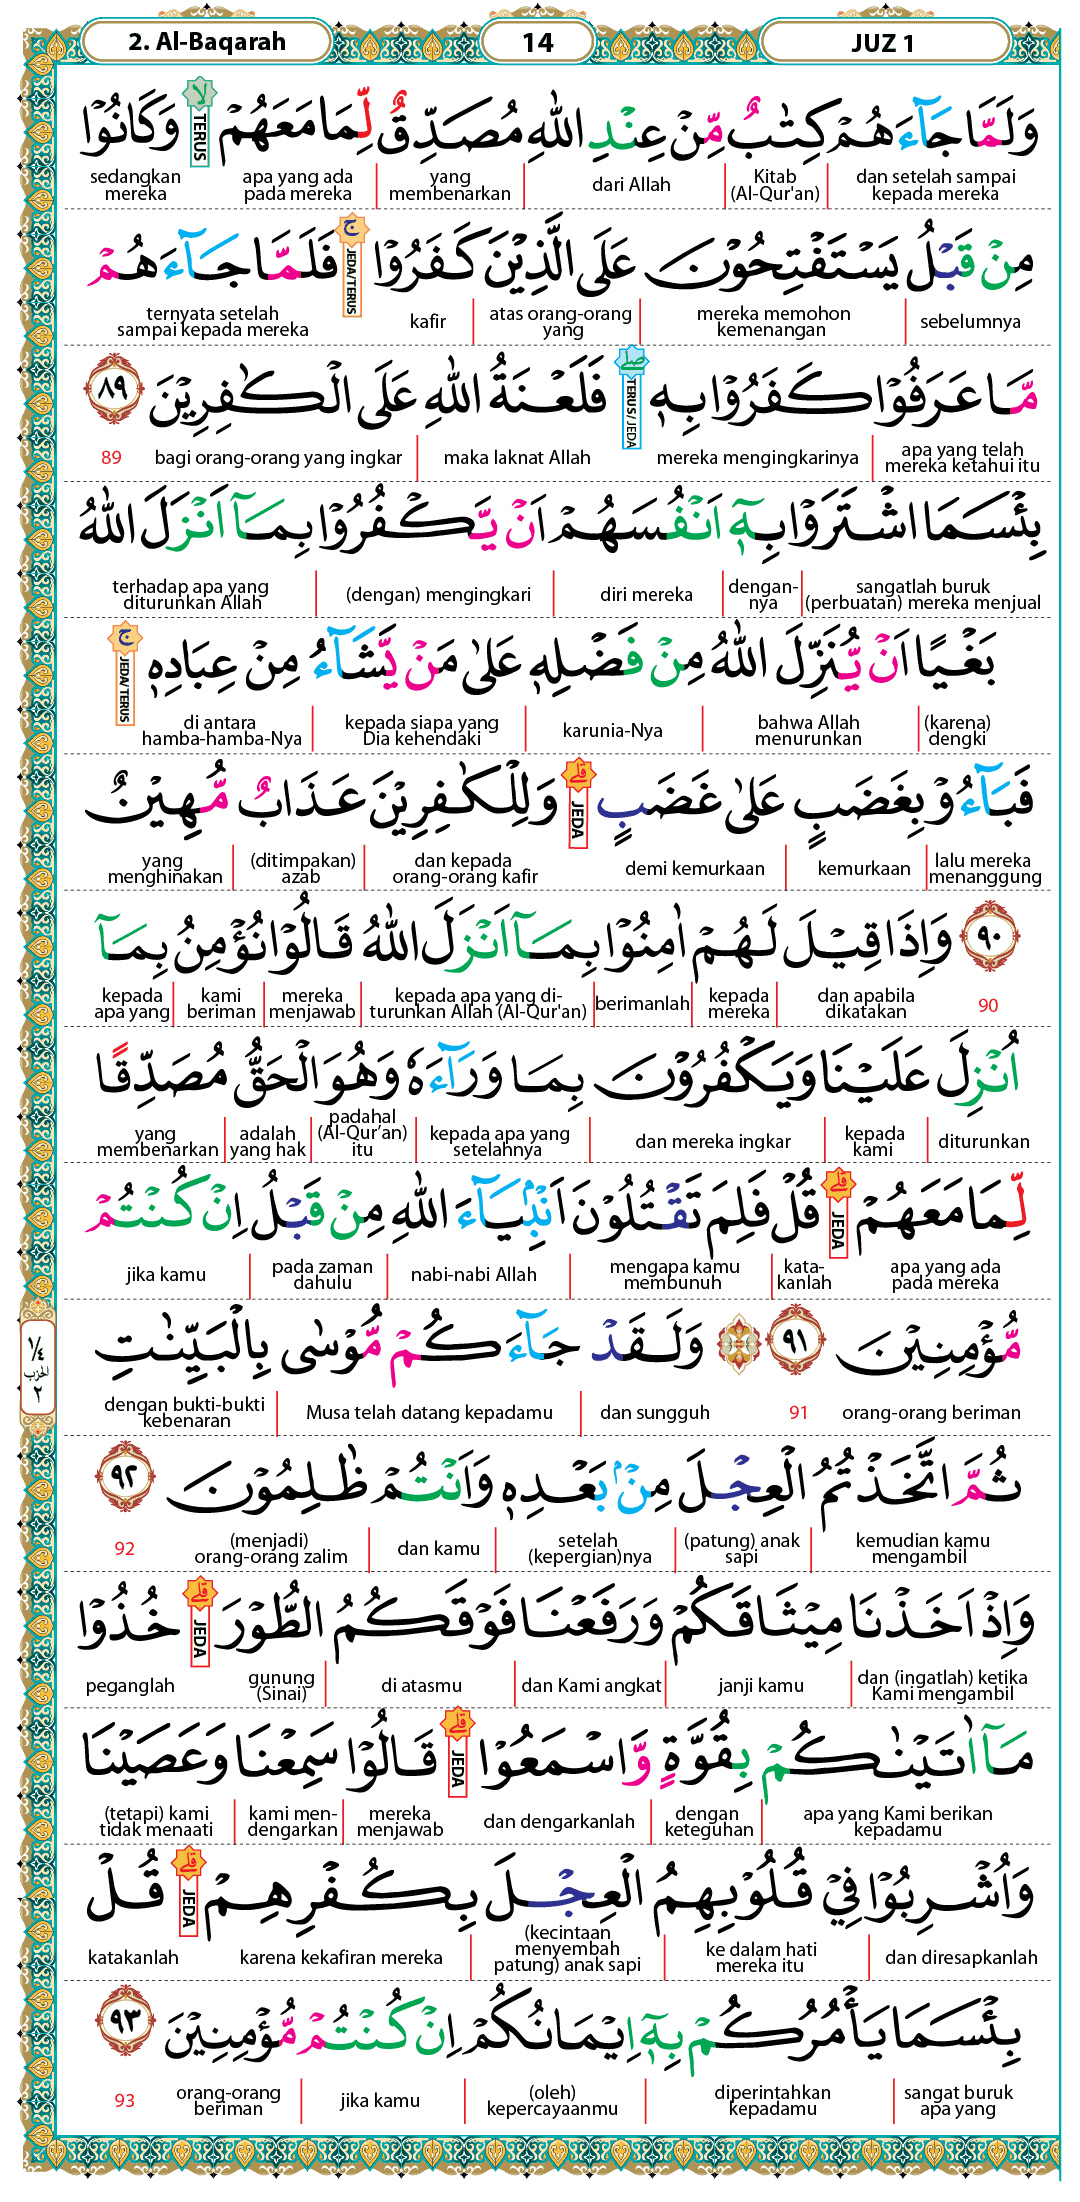 2. Al-Baqarah 14 JUZ 1
وَلَمَّا جَاۤءَهُمْ كِتٰبٌ مِّنْ عِنْدِ اللّٰهِ مُصَدِّقٌ لِّمَا مَعَهُمْ لا TERUS وَكَانُوْا
dan setelah sampai kepada mereka | Kitab (Al-Qur'an) | dari Allah | yang membenarkan | apa yang ada pada mereka | sedangkan mereka
مِنْ قَبْلُ يَسْتَفْتِحُوْنَ عَلَى الَّذِيْنَ كَفَرُوْا ج JEDA/TERUS فَلَمَّا جَاۤءَهُمْ
sebelumnya | mereka memohon kemenangan | atas orang-orang yang | kafir | ternyata setelah sampai kepada mereka
مَّا عَرَفُوْا كَفَرُوْا بِهٖ صلى TERUS/JEDA فَلَعْنَةُ اللّٰهِ عَلَى الْكٰفِرِيْنَ ٨٩
apa yang telah mereka ketahui itu | mereka mengingkarinya | maka laknat Allah | bagi orang-orang yang ingkar 89
بِئْسَمَا اشْتَرَوْا بِهٖٓ اَنْفُسَهُمْ اَنْ يَّكْفُرُوْا بِمَآ اَنْزَلَ اللّٰهُ
sangatlah buruk (perbuatan) mereka menjual | dengan-nya | diri mereka | (dengan) mengingkari | terhadap apa yang diturunkan Allah
بَغْيًا اَنْ يُّنَزِّلَ اللّٰهُ مِنْ فَضْلِهٖ عَلٰى مَنْ يَّشَاۤءُ مِنْ عِبَادِهٖ ج JEDA/TERUS
(karena) dengki | bahwa Allah menurunkan | karunia-Nya | kepada siapa yang Dia kehendaki | di antara hamba-hamba-Nya
فَبَاۤءُوْ بِغَضَبٍ عَلٰى غَضَبٍ قلى JEDA وَلِلْكٰفِرِيْنَ عَذَابٌ مُّهِيْنٌ
lalu mereka menanggung | kemurkaan | demi kemurkaan | dan kepada orang-orang kafir | (ditimpakan) azab | yang menghinakan
٩٠ وَاِذَا قِيْلَ لَهُمْ اٰمِنُوْا بِمَآ اَنْزَلَ اللّٰهُ قَالُوْا نُؤْمِنُ بِمَآ
90 dan apabila dikatakan | kepada mereka | berimanlah | kepada apa yang di-turunkan Allah (Al-Qur'an) | mereka menjawab | kami beriman | kepada apa yang
اُنْزِلَ عَلَيْنَا وَيَكْفُرُوْنَ بِمَا وَرَاۤءَهٗ وَهُوَ الْحَقُّ مُصَدِّقًا
diturunkan | kepada kami | dan mereka ingkar | kepada apa yang setelahnya | padahal (Al-Qur'an) itu | adalah yang hak | yang membenarkan
لِّمَا مَعَهُمْ قلى JEDA قُلْ فَلِمَ تَقْتُلُوْنَ اَنْۢبِيَاۤءَ اللّٰهِ مِنْ قَبْلُ اِنْ كُنْتُمْ
apa yang ada pada mereka | kata-kanlah | mengapa kamu membunuh | nabi-nabi Allah | pada zaman dahulu | jika kamu
مُّؤْمِنِيْنَ ٩١ وَلَقَدْ جَاۤءَكُمْ مُّوْسٰى بِالْبَيِّنٰتِ
orang-orang beriman 91 dan sungguh | Musa telah datang kepadamu | dengan bukti-bukti kebenaran
١/٤ الحزب ٢
ثُمَّ اتَّخَذْتُمُ الْعِجْلَ مِنْۢ بَعْدِهٖ وَاَنْتُمْ ظٰلِمُوْنَ ٩٢
kemudian kamu mengambil | (patung) anak sapi | setelah (kepergian)nya | dan kamu | (menjadi) orang-orang zalim 92
وَاِذْ اَخَذْنَا مِيْثَاقَكُمْ وَرَفَعْنَا فَوْقَكُمُ الطُّوْرَ قلى JEDA خُذُوْا
dan (ingatlah) ketika Kami mengambil | janji kamu | dan Kami angkat | di atasmu | gunung (Sinai) peganglah
مَآ اٰتَيْنٰكُمْ بِقُوَّةٍ وَّاسْمَعُوْا قلى JEDA قَالُوْا سَمِعْنَا وَعَصَيْنَا
apa yang Kami berikan kepadamu | dengan keteguhan | dan dengarkanlah mereka menjawab | kami men-dengarkan | (tetapi) kami tidak menaati
وَاُشْرِبُوْا فِيْ قُلُوْبِهِمُ الْعِجْلَ بِكُفْرِهِمْ قلى JEDA قُلْ
dan diresapkanlah | ke dalam hati mereka itu | (kecintaan menyembah patung) anak sapi | karena kekafiran mereka katakanlah
بِئْسَمَا يَأْمُرُكُمْ بِهٖٓ اِيْمَانُكُمْ اِنْ كُنْتُمْ مُّؤْمِنِيْنَ ٩٣
sangat buruk apa yang | diperintahkan kepadamu | (oleh) kepercayaanmu | jika kamu | orang-orang beriman 93